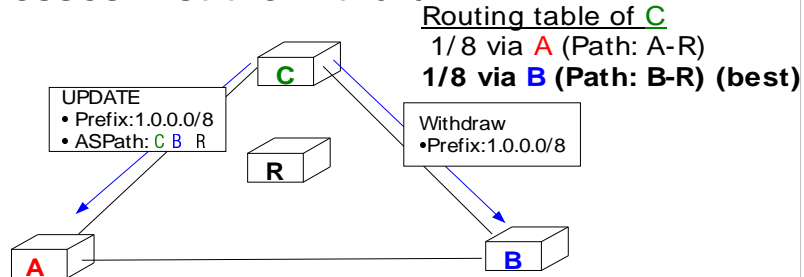 Routing table of C
1/8 via A (Path: A-R)
1/8 via B (Path: B-R) (best)
C
UPDATE
• Prefix:1.0.0.0/8
• ASPath: C B R
Withdraw
•Prefix:1.0.0.0/8
R
A
B